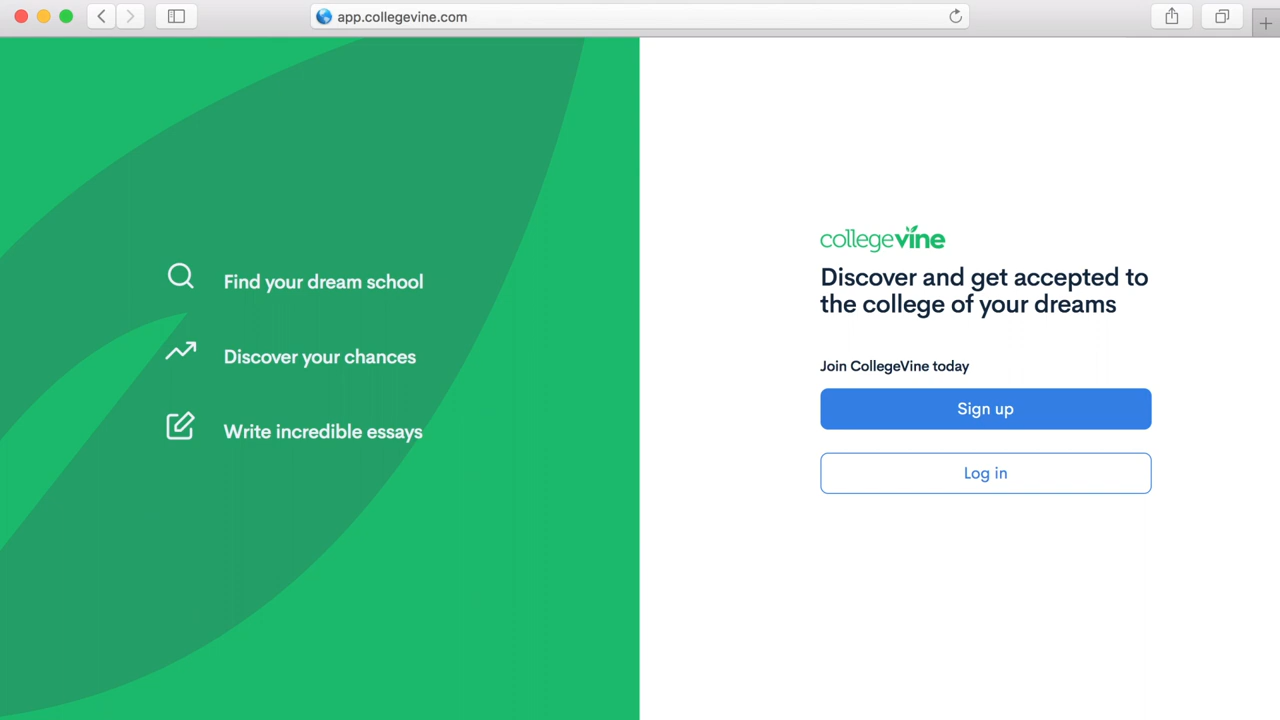 app.collegevine.com
Find your dream school
Discover your chances
Write incredible essays
collegevine
Discover and get accepted to
the college of your dreams
Join CollegeVine today
Sign up
Log in